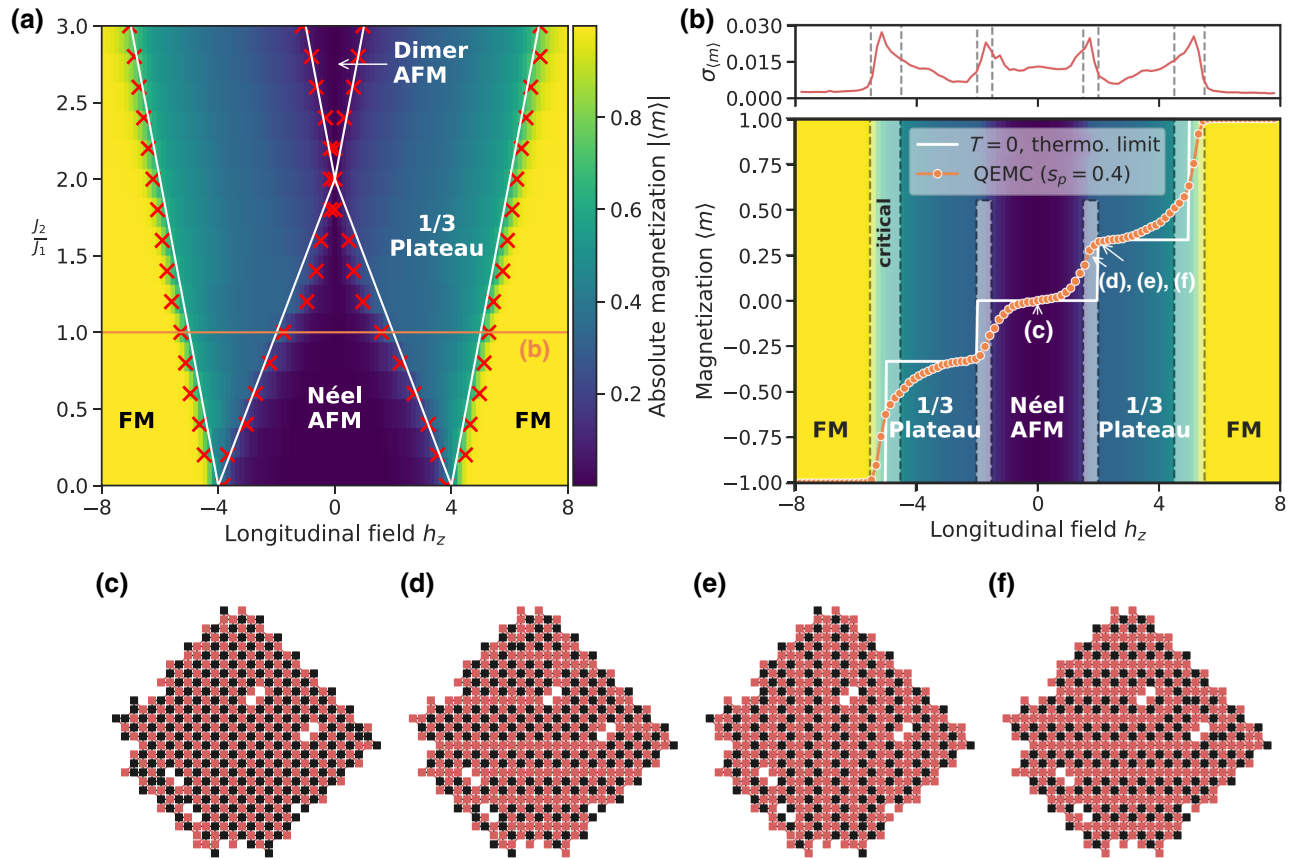 (a)
3.0
2.5
2.0
1.5
1.0
0.5
0.0
J₂/J₁
Dimer
AFM
1/3
Plateau
(b)
Néel
AFM
FM
FM
−8
−4
0
4
8
Longitudinal field h_z
0.8
0.6
0.4
0.2
Absolute magnetization |⟨m⟩|
(b)
0.030
0.015
0.000
σ⟨m⟩
1.00
0.75
0.50
0.25
0.00
−0.25
−0.50
−0.75
−1.00
Magnetization ⟨m⟩
T = 0, thermo. limit
QEMC (s_p = 0.4)
critical
(d), (e), (f)
(c)
FM
1/3
Plateau
Néel
AFM
1/3
Plateau
FM
−8
−4
0
4
8
Longitudinal field h_z
(c)
(d)
(e)
(f)